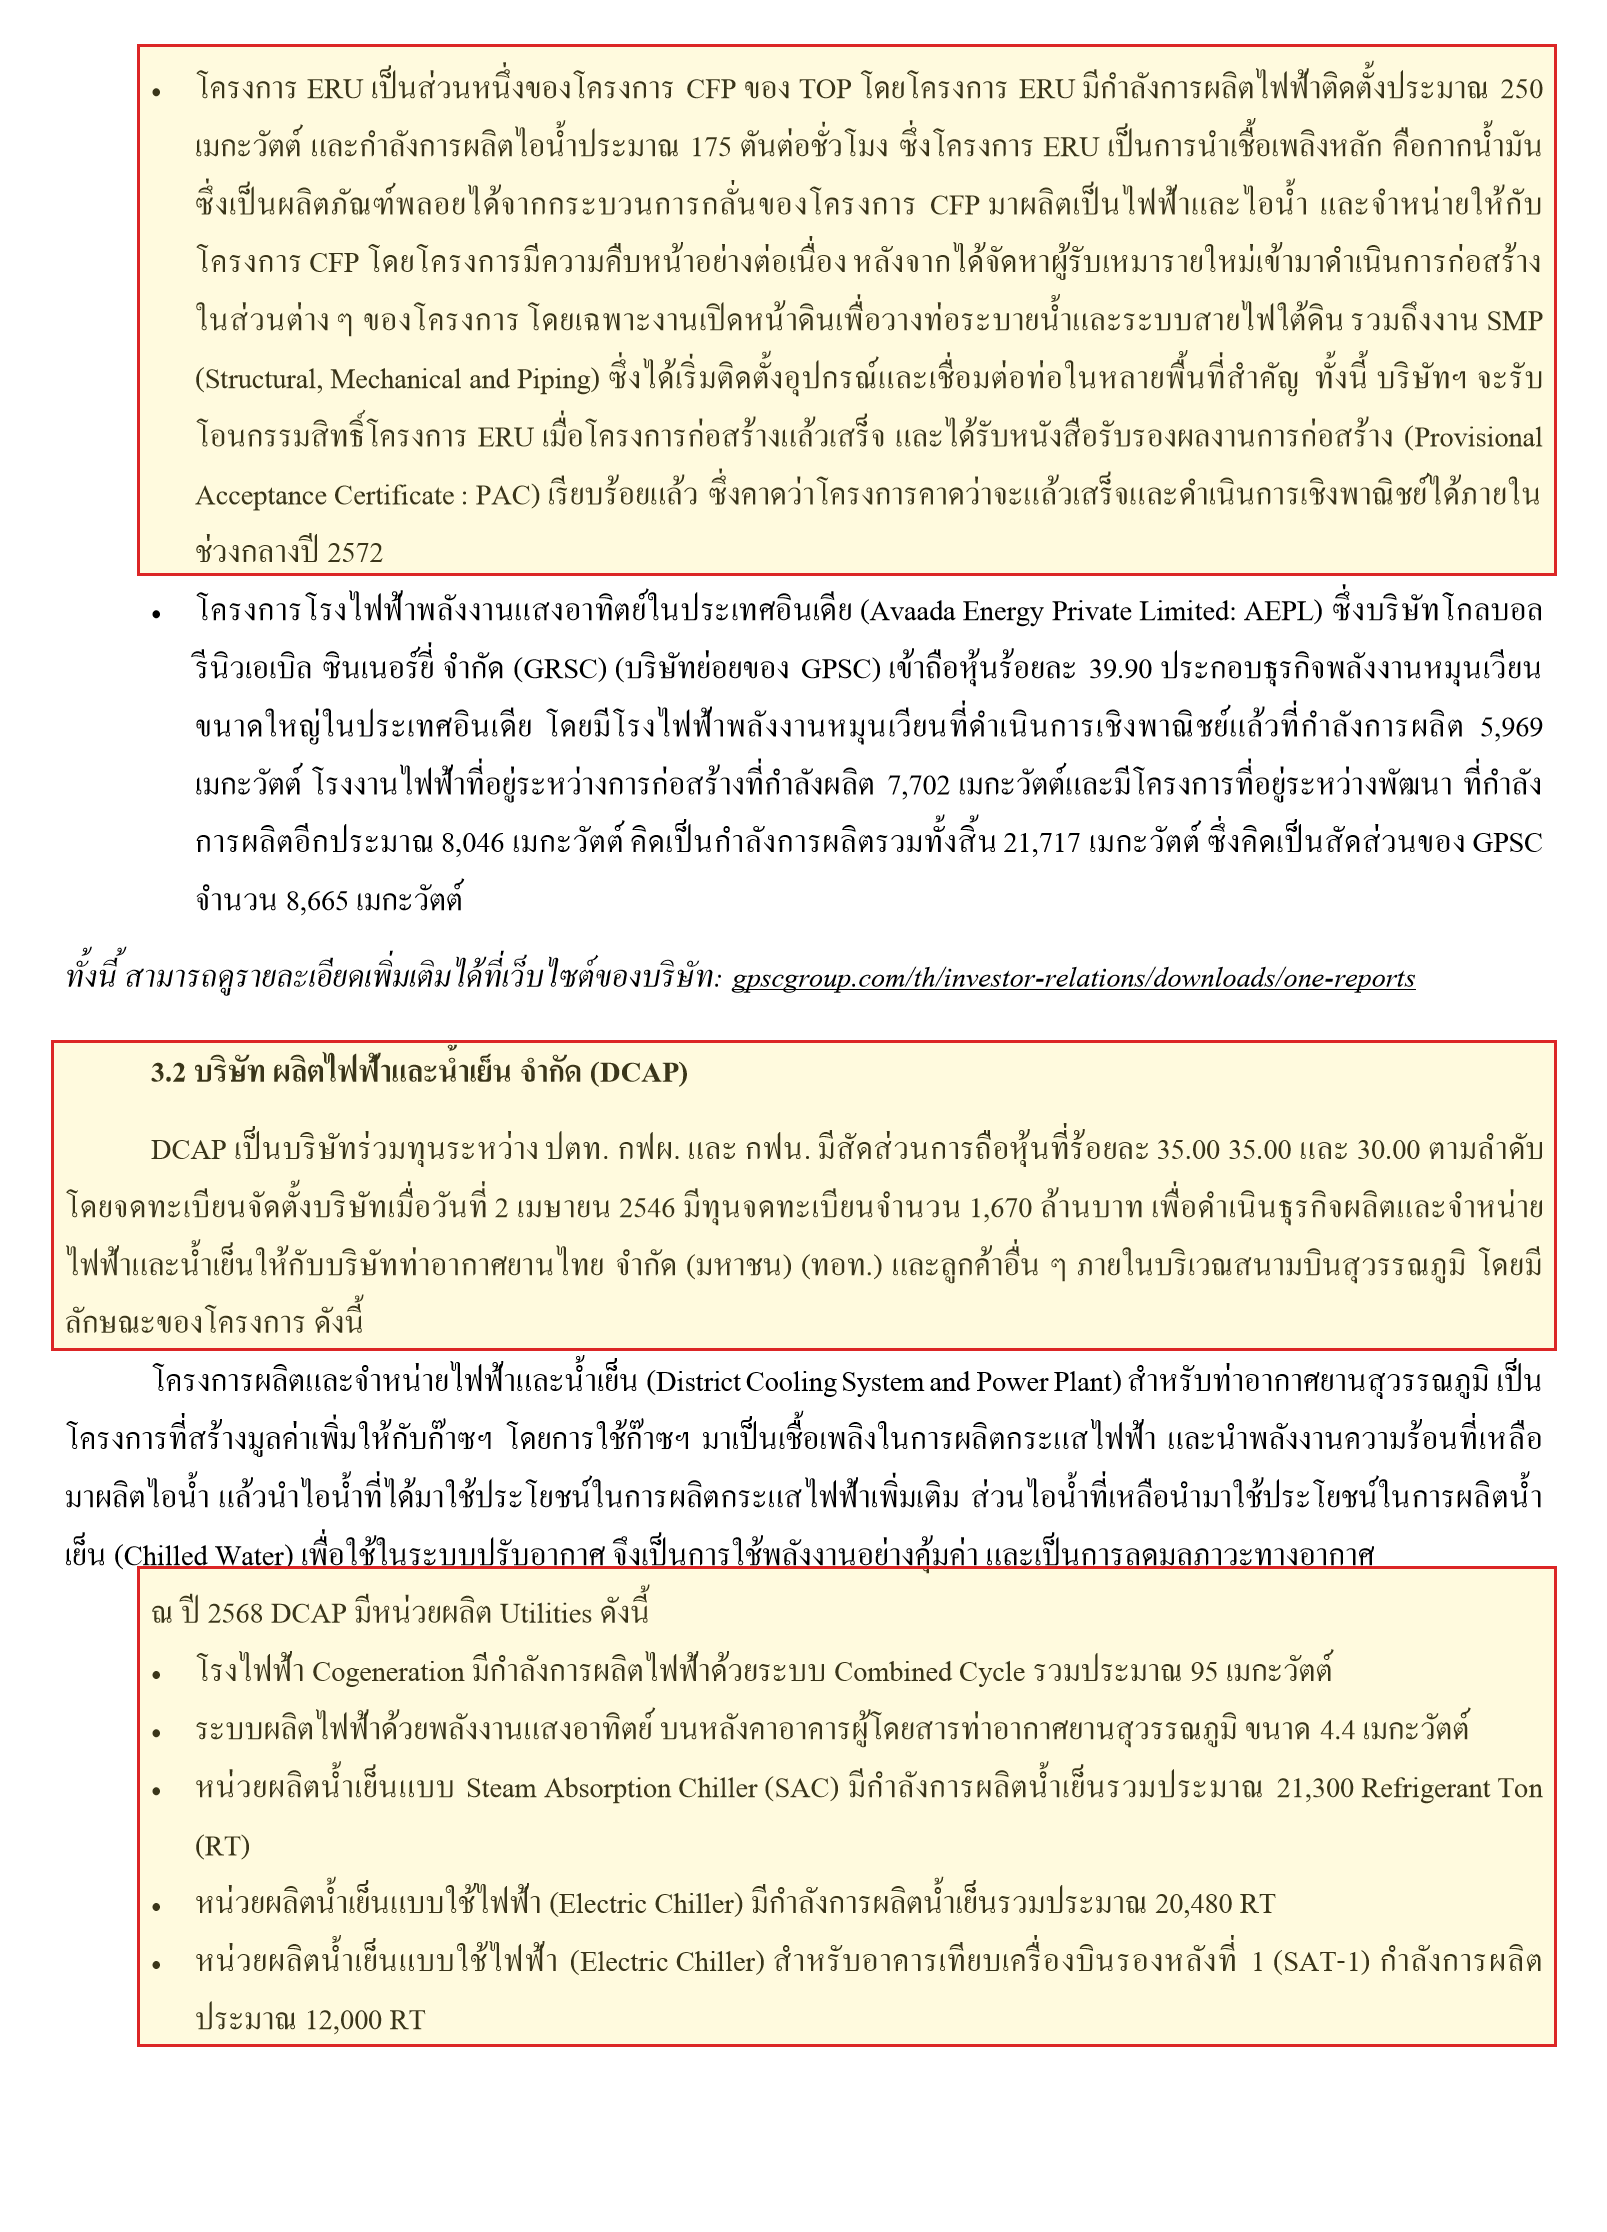 • โครงการ ERU เป็นส่วนหนึ่งของโครงการ CFP ของ TOP โดยโครงการ ERU มีกำลังการผลิตไฟฟ้าติดตั้งประมาณ 250
เมกะวัตต์ และกำลังการผลิตไอน้ำประมาณ 175 ตันต่อชั่วโมง ซึ่งโครงการ ERU เป็นการนำเชื้อเพลิงหลัก คือกากน้ำมัน
ซึ่งเป็นผลิตภัณฑ์พลอยได้จากกระบวนการกลั่นของโครงการ CFP มาผลิตเป็นไฟฟ้าและไอน้ำ และจำหน่ายให้กับ
โครงการ CFP โดยโครงการมีความคืบหน้าอย่างต่อเนื่อง หลังจากได้จัดหาผู้รับเหมารายใหม่เข้ามาดำเนินการก่อสร้าง
ในส่วนต่าง ๆ ของโครงการ โดยเฉพาะงานเปิดหน้าดินเพื่อวางท่อระบายน้ำและระบบสายไฟใต้ดิน รวมถึงงาน SMP
(Structural, Mechanical and Piping) ซึ่งได้เริ่มติดตั้งอุปกรณ์และเชื่อมต่อท่อในหลายพื้นที่สำคัญ ทั้งนี้ บริษัทฯ จะรับ
โอนกรรมสิทธิ์โครงการ ERU เมื่อโครงการก่อสร้างแล้วเสร็จ และได้รับหนังสือรับรองผลงานการก่อสร้าง (Provisional
Acceptance Certificate : PAC) เรียบร้อยแล้ว ซึ่งคาดว่าโครงการคาดว่าจะแล้วเสร็จและดำเนินการเชิงพาณิชย์ได้ภายใน
ช่วงกลางปี 2572
• โครงการโรงไฟฟ้าพลังงานแสงอาทิตย์ในประเทศอินเดีย (Avaada Energy Private Limited: AEPL) ซึ่งบริษัทโกลบอล
รีนิวเอเบิล ซินเนอร์ยี่ จำกัด (GRSC) (บริษัทย่อยของ GPSC) เข้าถือหุ้นร้อยละ 39.90 ประกอบธุรกิจพลังงานหมุนเวียน
ขนาดใหญ่ในประเทศอินเดีย โดยมีโรงไฟฟ้าพลังงานหมุนเวียนที่ดำเนินการเชิงพาณิชย์แล้วที่กำลังการผลิต 5,969
เมกะวัตต์ โรงงานไฟฟ้าที่อยู่ระหว่างการก่อสร้างที่กำลังผลิต 7,702 เมกะวัตต์และมีโครงการที่อยู่ระหว่างพัฒนา ที่กำลัง
การผลิตอีกประมาณ 8,046 เมกะวัตต์ คิดเป็นกำลังการผลิตรวมทั้งสิ้น 21,717 เมกะวัตต์ ซึ่งคิดเป็นสัดส่วนของ GPSC
จำนวน 8,665 เมกะวัตต์
ทั้งนี้ สามารถดูรายละเอียดเพิ่มเติมได้ที่เว็บไซต์ของบริษัท: gpscgroup.com/th/investor-relations/downloads/one-reports
3.2 บริษัท ผลิตไฟฟ้าและน้ำเย็น จำกัด (DCAP)
DCAP เป็นบริษัทร่วมทุนระหว่าง ปตท. กฟผ. และ กฟน. มีสัดส่วนการถือหุ้นที่ร้อยละ 35.00 35.00 และ 30.00 ตามลำดับ
โดยจดทะเบียนจัดตั้งบริษัทเมื่อวันที่ 2 เมษายน 2546 มีทุนจดทะเบียนจำนวน 1,670 ล้านบาท เพื่อดำเนินธุรกิจผลิตและจำหน่าย
ไฟฟ้าและน้ำเย็นให้กับบริษัทท่าอากาศยานไทย จำกัด (มหาชน) (ทอท.) และลูกค้าอื่น ๆ ภายในบริเวณสนามบินสุวรรณภูมิ โดยมี
ลักษณะของโครงการ ดังนี้
โครงการผลิตและจำหน่ายไฟฟ้าและน้ำเย็น (District Cooling System and Power Plant) สำหรับท่าอากาศยานสุวรรณภูมิ เป็น
โครงการที่สร้างมูลค่าเพิ่มให้กับก๊าซฯ โดยการใช้ก๊าซฯ มาเป็นเชื้อเพลิงในการผลิตกระแสไฟฟ้า และนำพลังงานความร้อนที่เหลือ
มาผลิตไอน้ำ แล้วนำไอน้ำที่ได้มาใช้ประโยชน์ในการผลิตกระแสไฟฟ้าเพิ่มเติม ส่วนไอน้ำที่เหลือนำมาใช้ประโยชน์ในการผลิตน้ำ
เย็น (Chilled Water) เพื่อใช้ในระบบปรับอากาศ จึงเป็นการใช้พลังงานอย่างคุ้มค่า และเป็นการลดมลภาวะทางอากาศ
ณ ปี 2568 DCAP มีหน่วยผลิต Utilities ดังนี้
• โรงไฟฟ้า Cogeneration มีกำลังการผลิตไฟฟ้าด้วยระบบ Combined Cycle รวมประมาณ 95 เมกะวัตต์
• ระบบผลิตไฟฟ้าด้วยพลังงานแสงอาทิตย์ บนหลังคาอาคารผู้โดยสารท่าอากาศยานสุวรรณภูมิ ขนาด 4.4 เมกะวัตต์
• หน่วยผลิตน้ำเย็นแบบ Steam Absorption Chiller (SAC) มีกำลังการผลิตน้ำเย็นรวมประมาณ 21,300 Refrigerant Ton
(RT)
• หน่วยผลิตน้ำเย็นแบบใช้ไฟฟ้า (Electric Chiller) มีกำลังการผลิตน้ำเย็นรวมประมาณ 20,480 RT
• หน่วยผลิตน้ำเย็นแบบใช้ไฟฟ้า (Electric Chiller) สำหรับอาคารเทียบเครื่องบินรองหลังที่ 1 (SAT-1) กำลังการผลิต
ประมาณ 12,000 RT